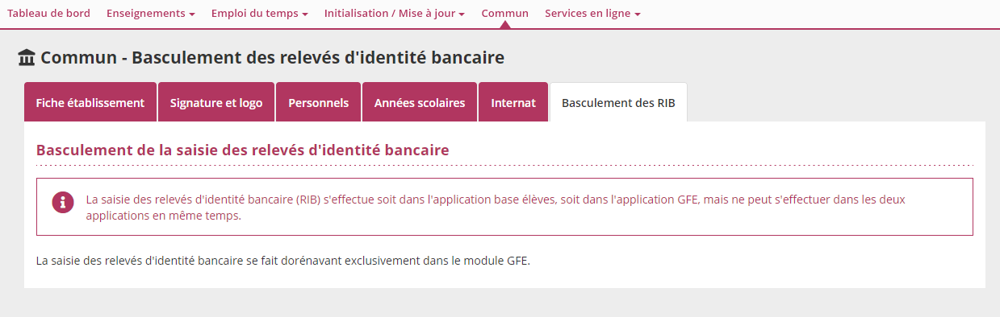 Tableau de bord Enseignements Emploi du temps Initialisation / Mise à jour Commun Services en ligne
Commun - Basculement des relevés d'identité bancaire
Fiche établissement Signature et logo Personnels Années scolaires Internat Basculement des RIB
Basculement de la saisie des relevés d'identité bancaire
La saisie des relevés d'identité bancaire (RIB) s'effectue soit dans l'application base élèves, soit dans l'application GFE, mais ne peut s'effectuer dans les deux
applications en même temps.
La saisie des relevés d'identité bancaire se fait dorénavant exclusivement dans le module GFE.